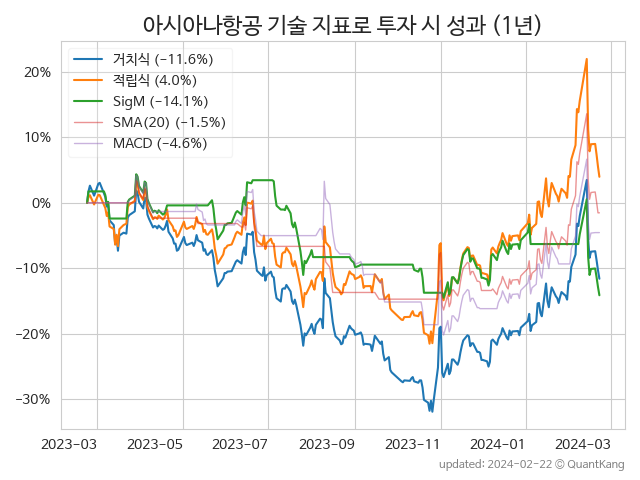 아시아나항공 기술 지표로 투자 시 성과 (1년)
거치식 (−11.6%)
적립식 (4.0%)
SigM (−14.1%)
SMA(20) (−1.5%)
MACD (−4.6%)
20%
10%
0%
−10%
−20%
−30%
2023-03 2023-05 2023-07 2023-09 2023-11 2024-01 2024-03
updated: 2024-02-22 © QuantKang